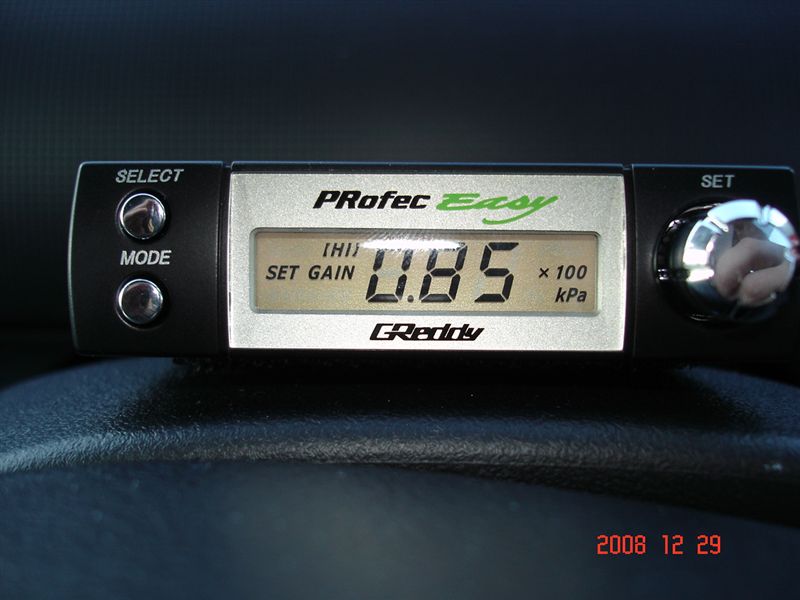 SELECT
MODE
PRofec Easy
[HI]
SET GAIN 0.85 ×100 kPa
GReddy
SET
2008 12 29